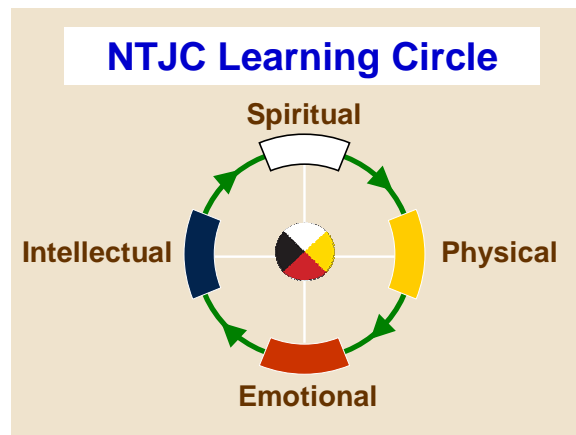 NTJC Learning Circle
Spiritual
Intellectual
Physical
Emotional